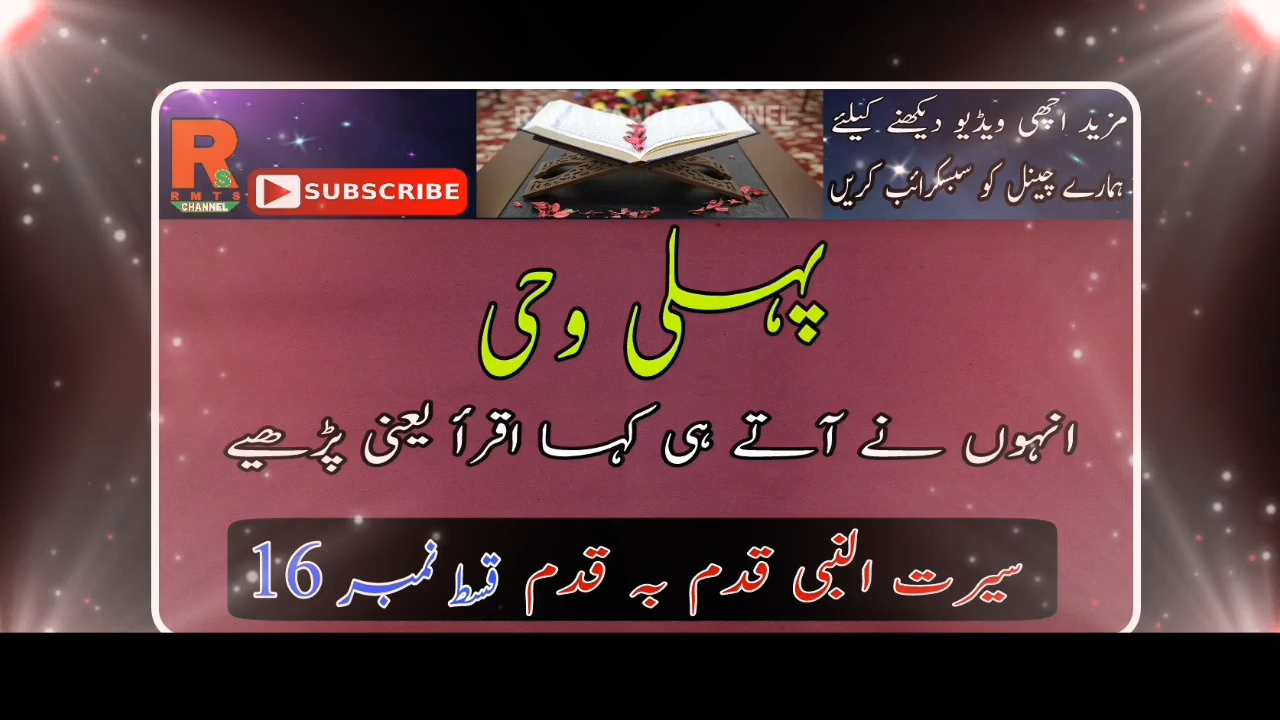 مزید اچھی ویڈیو دیکھنے کیلئے
ہمارے چینل کو سبسکرائب کریں
R
S
RMTS
CHANNEL
SUBSCRIBE
پہلی وحی
انہوں نے آتے ہی کہا اقرأ یعنی پڑھیے
سیرت النبی قدم بہ قدم قسط نمبر 16